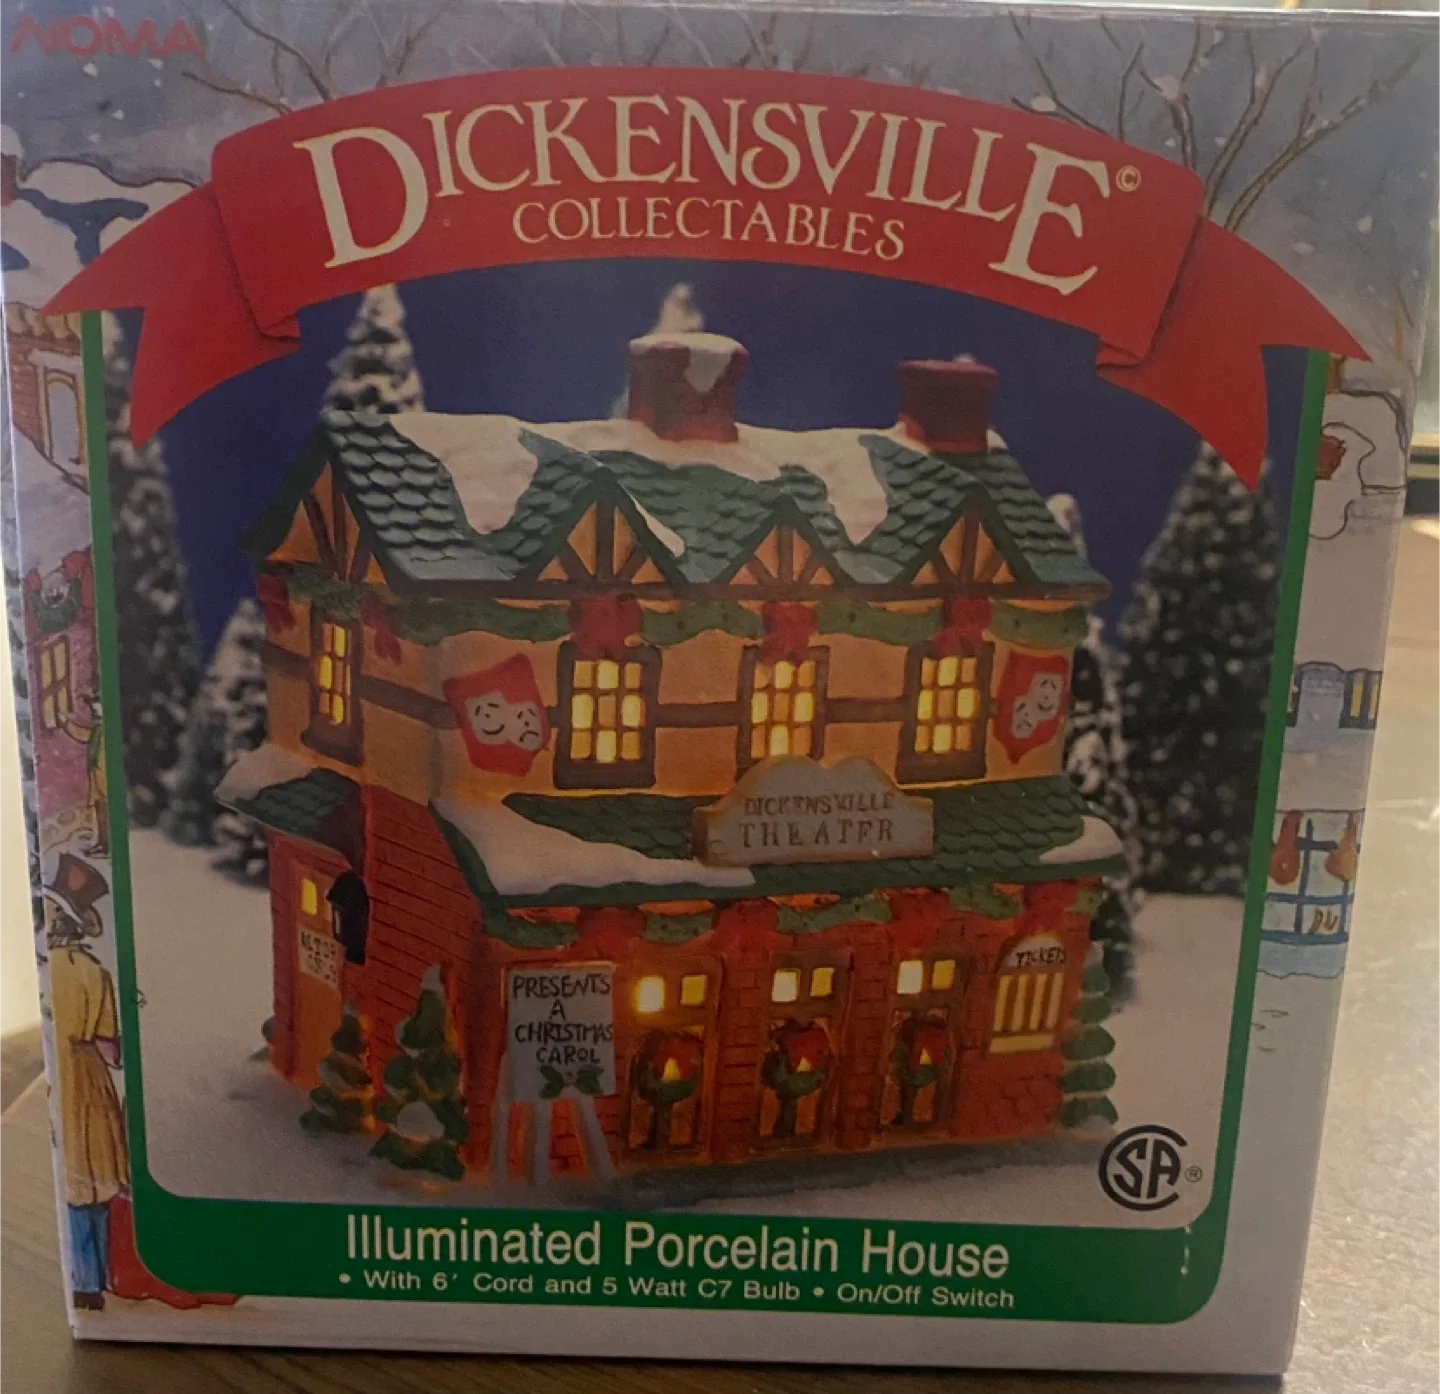 NOMA
DICKENSVILLE©
COLLECTABLES
DICKENSVILLE
THEATER
TICKETS
PRESENTS
A
CHRISTMAS
CAROL
SA®
Illuminated Porcelain House
• With 6' Cord and 5 Watt C7 Bulb • On/Off Switch